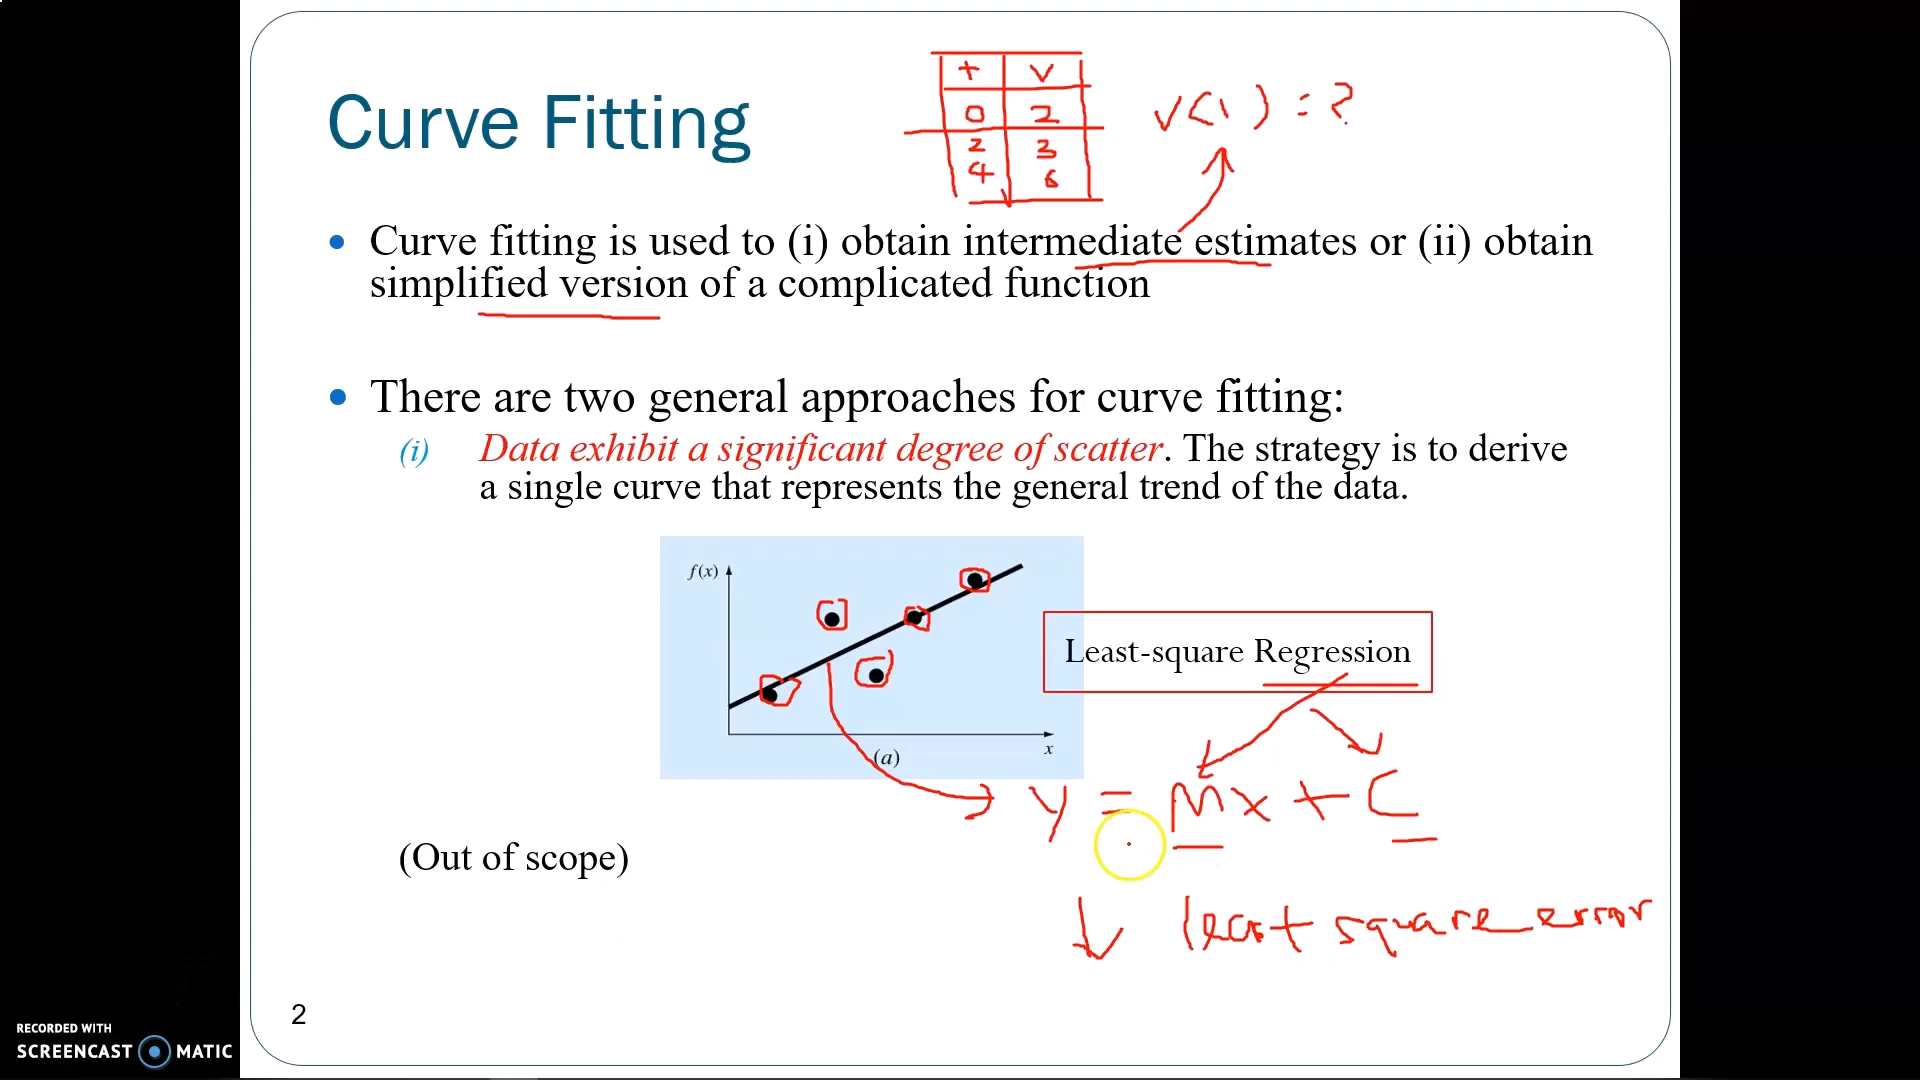 Curve Fitting
t v
0 2
2 3
4 6
v(1) = ?
• Curve fitting is used to (i) obtain intermediate estimates or (ii) obtain
simplified version of a complicated function
• There are two general approaches for curve fitting:
(i) Data exhibit a significant degree of scatter. The strategy is to derive
a single curve that represents the general trend of the data.
f(x)
x
(a)
Least-square Regression
y = Mx + C
(Out of scope)
least square error
2
RECORDED WITH
SCREENCAST MATIC